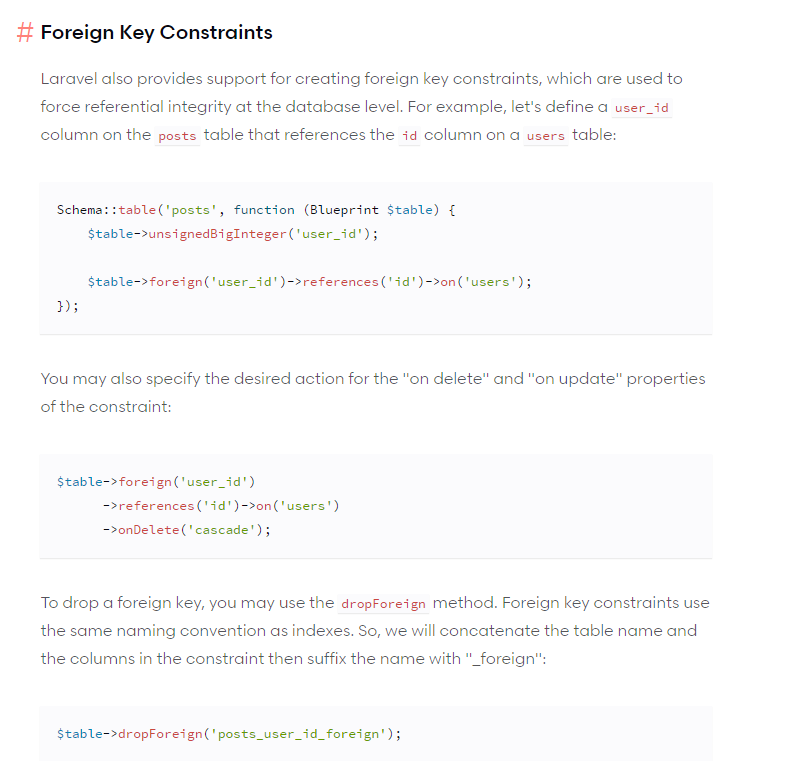 # Foreign Key Constraints
Laravel also provides support for creating foreign key constraints, which are used to
force referential integrity at the database level. For example, let's define a user_id
column on the posts table that references the id column on a users table:
Schema::table('posts', function (Blueprint $table) {
    $table->unsignedBigInteger('user_id');
    $table->foreign('user_id')->references('id')->on('users');
});
You may also specify the desired action for the "on delete" and "on update" properties
of the constraint:
$table->foreign('user_id')
      ->references('id')->on('users')
      ->onDelete('cascade');
To drop a foreign key, you may use the dropForeign method. Foreign key constraints use
the same naming convention as indexes. So, we will concatenate the table name and
the columns in the constraint then suffix the name with "_foreign":
$table->dropForeign('posts_user_id_foreign');